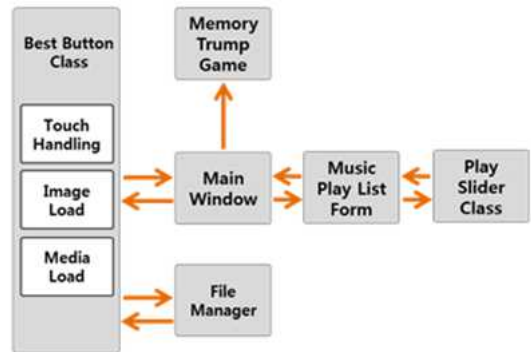 Best Button
Class
Touch
Handling
Image
Load
Media
Load
Memory
Trump
Game
Main
Window
Music
Play List
Form
Play
Slider
Class
File
Manager